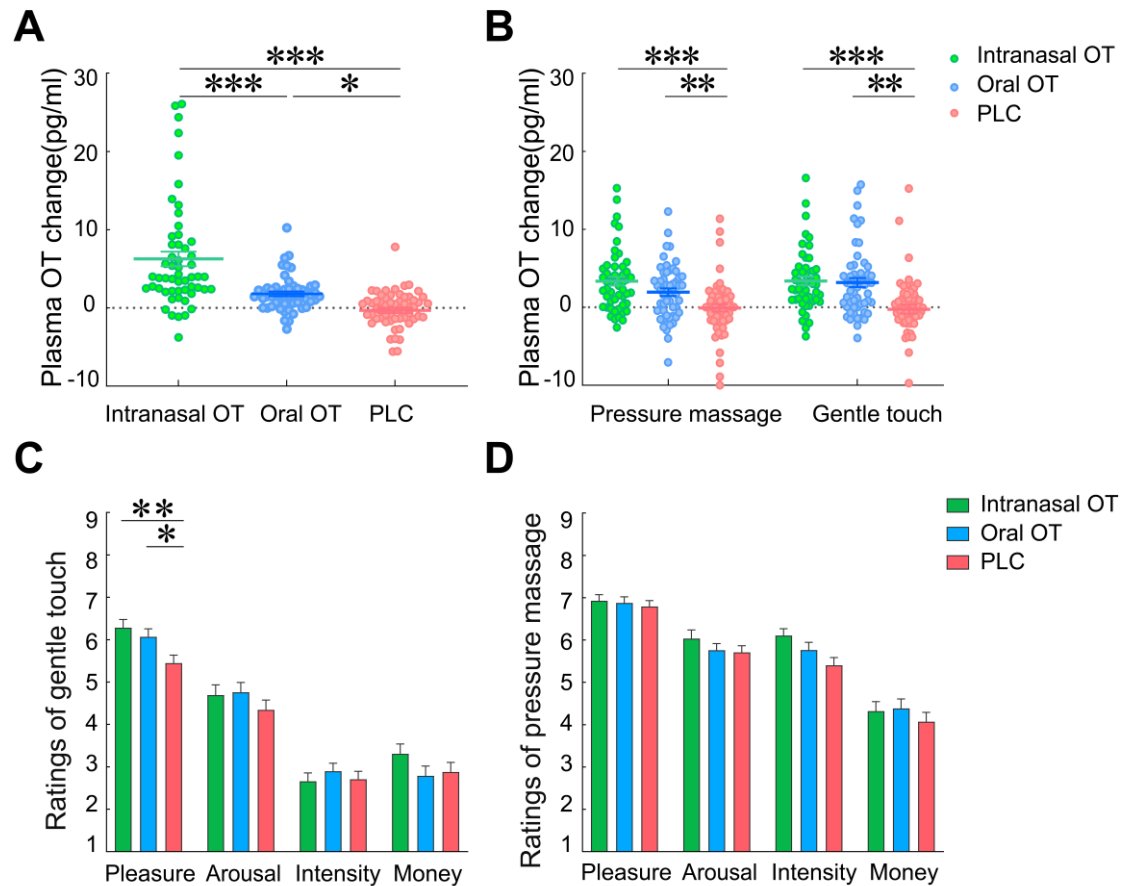 A
Plasma OT change(pg/ml)
30
20
10
0
-10
***
***
*
Intranasal OT
Oral OT
PLC
B
Plasma OT change(pg/ml)
30
20
10
0
-10
***
**
***
**
Pressure massage
Gentle touch
Intranasal OT
Oral OT
PLC
C
Ratings of gentle touch
9
8
7
6
5
4
3
2
1
**
*
Pleasure
Arousal
Intensity
Money
D
Ratings of pressure massage
9
8
7
6
5
4
3
2
1
Pleasure
Arousal
Intensity
Money
Intranasal OT
Oral OT
PLC